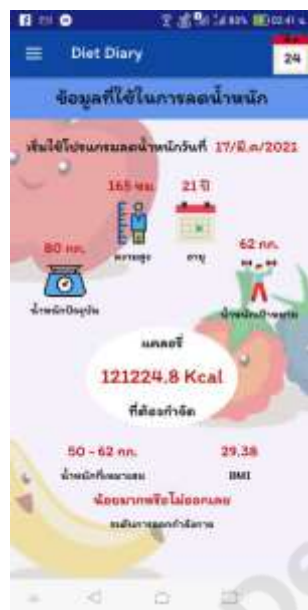 80% 02:41 น.
Diet Diary
24
ข้อมูลที่ใช้ในการลดน้ำหนัก
เริ่มใช้โปรแกรมลดน้ำหนักวันที่ 17/มี.ค/2021
165 ซม. 21 ปี
80 กก. ส่วนสูง อายุ 62 กก.
น้ำหนักปัจจุบัน น้ำหนักเป้าหมาย
แคลอรี่
121224.8 Kcal
ที่ต้องกำจัด
50 - 62 กก. 29.38
น้ำหนักที่เหมาะสม BMI
น้อยมากหรือไม่ออกเลย
ระดับการออกกำลังกาย